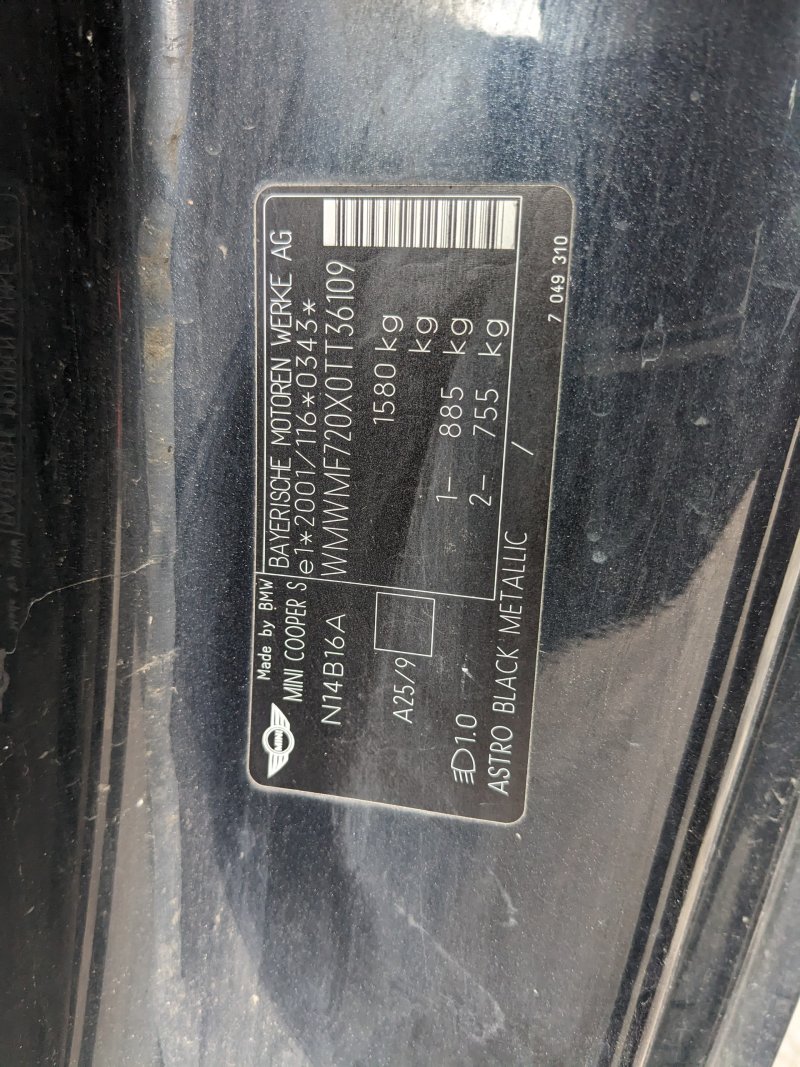 Made by BMW
BAYERISCHE MOTOREN WERKE AG
MINI COOPER S
e1*2001/116*0343*
N14B16A
WMWMF720X0TT36109
1580 kg
kg
A25/9
1- 885 kg
2- 755 kg
1.0
ASTRO BLACK METALLIC /
7 049 310